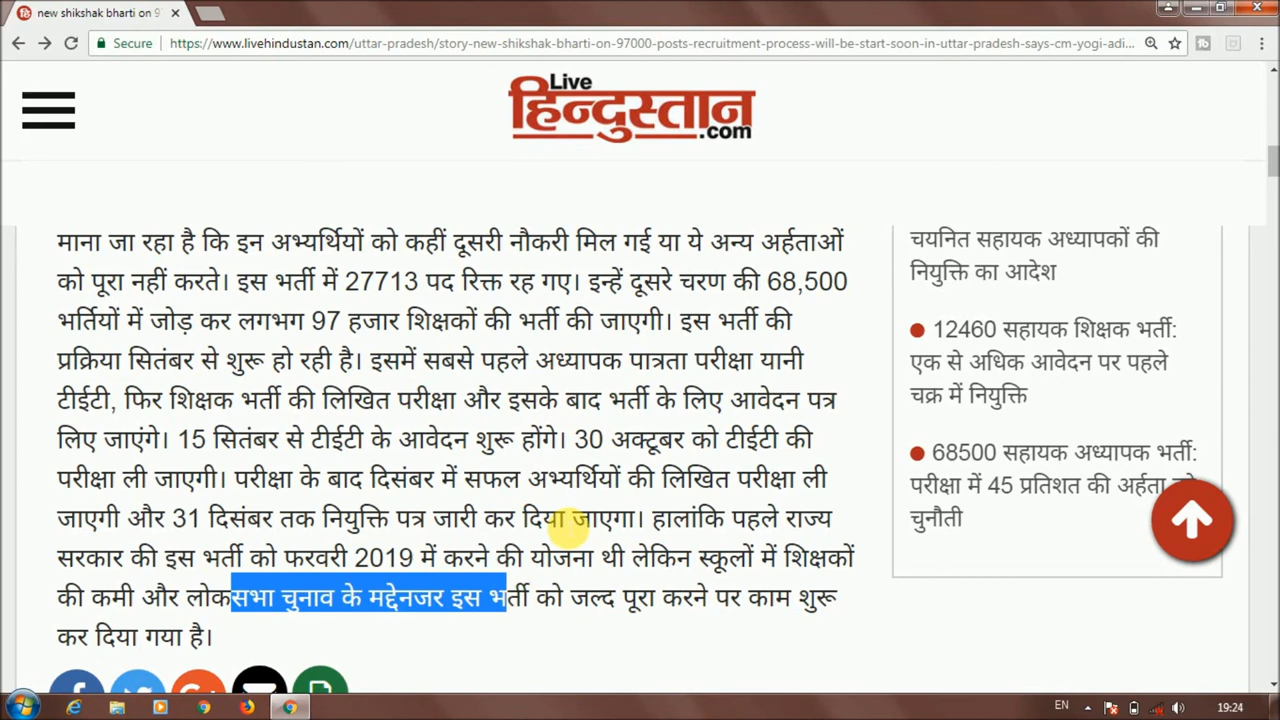 new shikshak bharti on 9
Secure
https://www.livehindustan.com/uttar-pradesh/story-new-shikshak-bharti-on-97000-posts-recruitment-process-will-be-start-soon-in-uttar-pradesh-says-cm-yogi-adi...
Live
हिन्दुस्तान
.com
माना जा रहा है कि इन अभ्यर्थियों को कहीं दूसरी नौकरी मिल गई या ये अन्य अर्हताओं
को पूरा नहीं करते। इस भर्ती में 27713 पद रिक्त रह गए। इन्हें दूसरे चरण की 68,500
भर्तियों में जोड़ कर लगभग 97 हजार शिक्षकों की भर्ती की जाएगी। इस भर्ती की
प्रक्रिया सितंबर से शुरू हो रही है। इसमें सबसे पहले अध्यापक पात्रता परीक्षा यानी
टीईटी, फिर शिक्षक भर्ती की लिखित परीक्षा और इसके बाद भर्ती के लिए आवेदन पत्र
लिए जाएंगे। 15 सितंबर से टीईटी के आवेदन शुरू होंगे। 30 अक्टूबर को टीईटी की
परीक्षा ली जाएगी। परीक्षा के बाद दिसंबर में सफल अभ्यर्थियों की लिखित परीक्षा ली
जाएगी और 31 दिसंबर तक नियुक्ति पत्र जारी कर दिया जाएगा। हालांकि पहले राज्य
सरकार की इस भर्ती को फरवरी 2019 में करने की योजना थी लेकिन स्कूलों में शिक्षकों
की कमी और लोकसभा चुनाव के मद्देनजर इस भर्ती को जल्द पूरा करने पर काम शुरू
कर दिया गया है।
चयनित सहायक अध्यापकों की
नियुक्ति का आदेश
12460 सहायक शिक्षक भर्ती:
एक से अधिक आवेदन पर पहले
चक्र में नियुक्ति
68500 सहायक अध्यापक भर्ती:
परीक्षा में 45 प्रतिशत की अर्हता को
चुनौती
EN
19:24